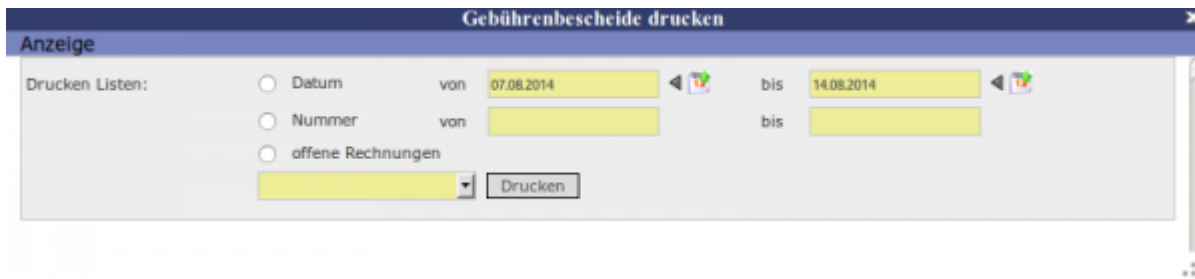 Gebührenbescheide drucken
Anzeige
Drucken Listen: Datum von 07.08.2014 bis 14.08.2014
Nummer von bis
offene Rechnungen
Drucken